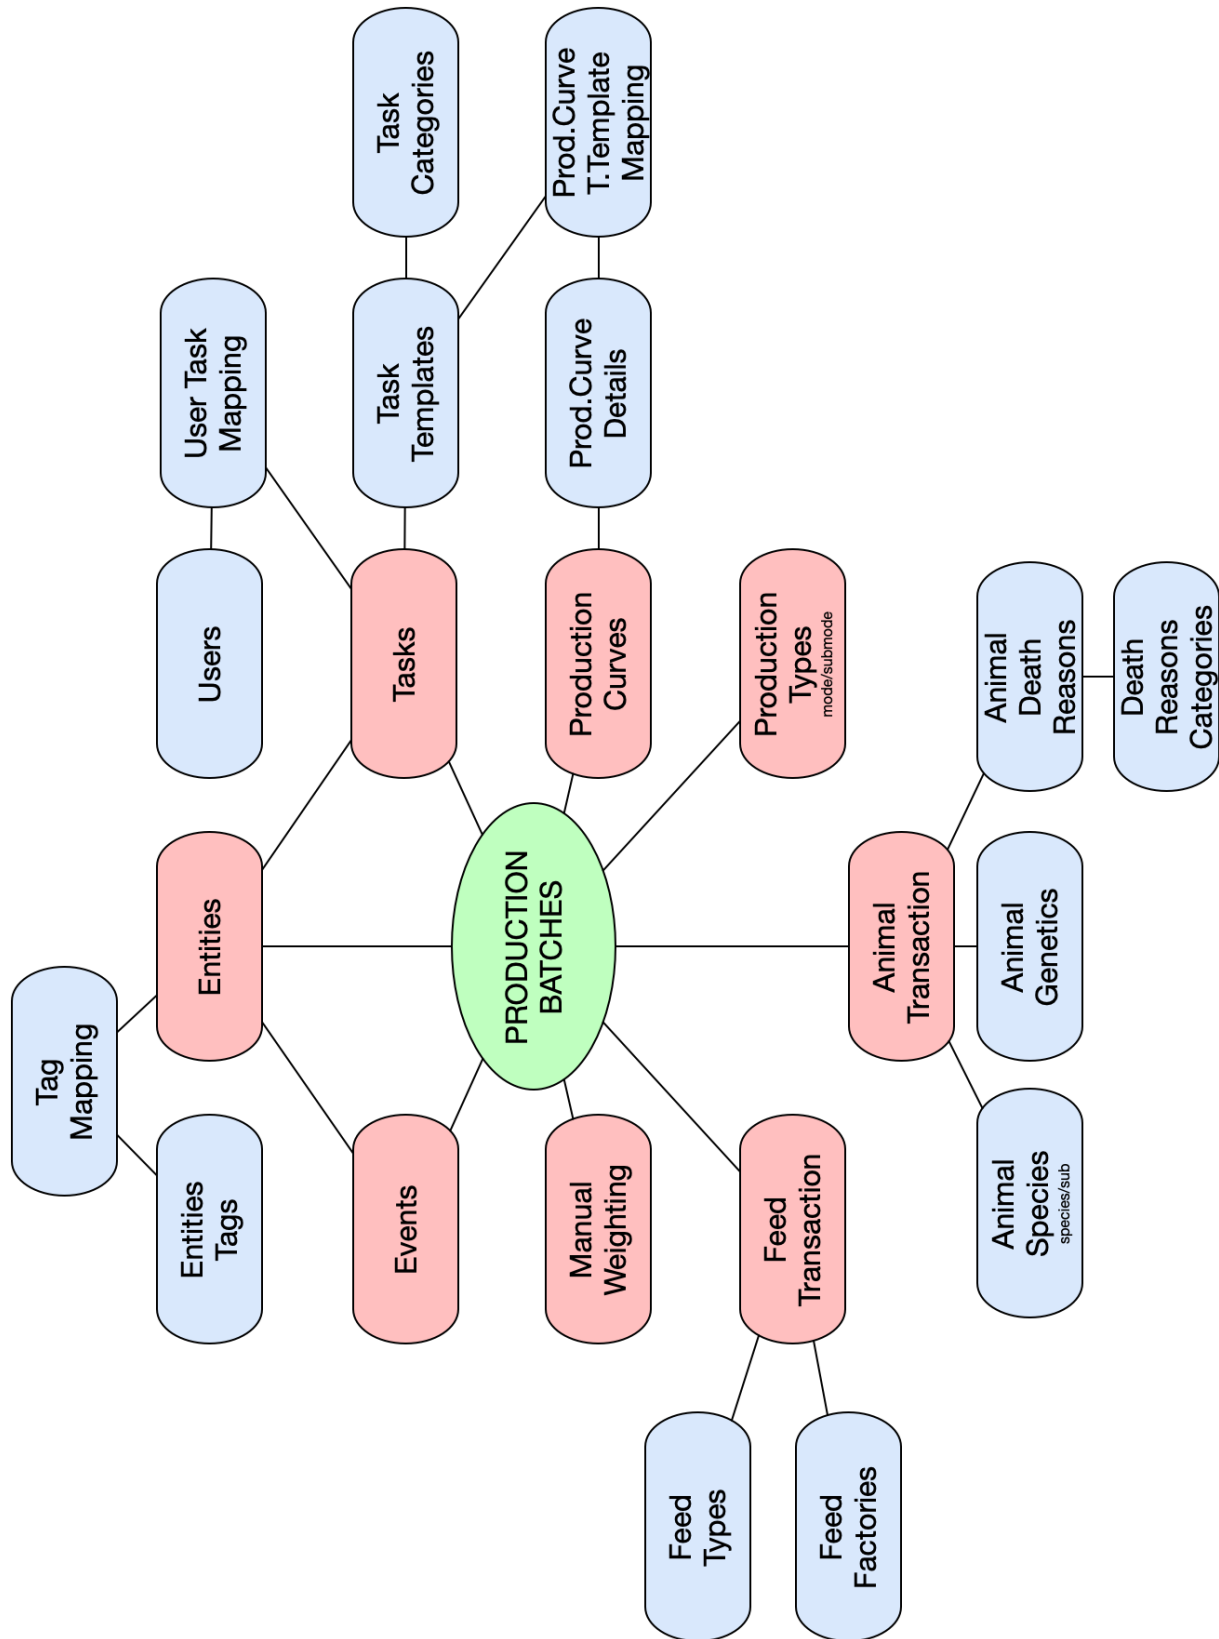 Tag
Mapping
Entities
Tags
Entities
Users
User Task
Mapping
Events
Tasks
Task
Templates
Task
Categories
PRODUCTION
BATCHES
Manual
Weighting
Production
Curves
Prod.Curve
Details
Prod.Curve
T.Template
Mapping
Feed
Types
Feed
Transaction
Production
Types
mode/submode
Feed
Factories
Animal
Transaction
Animal
Species
species/sub
Animal
Genetics
Animal
Death
Reasons
Death
Reasons
Categories